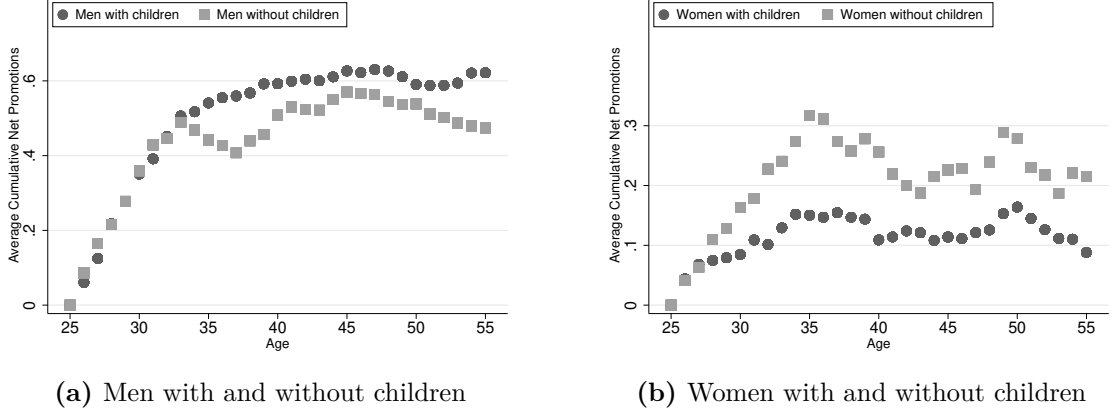 Men with children Men without children
Average Cumulative Net Promotions
.6
.4
.2
0
25 30 35 40 45 50 55
Age
(a) Men with and without children
Women with children Women without children
Average Cumulative Net Promotions
.3
.2
.1
0
25 30 35 40 45 50 55
Age
(b) Women with and without children